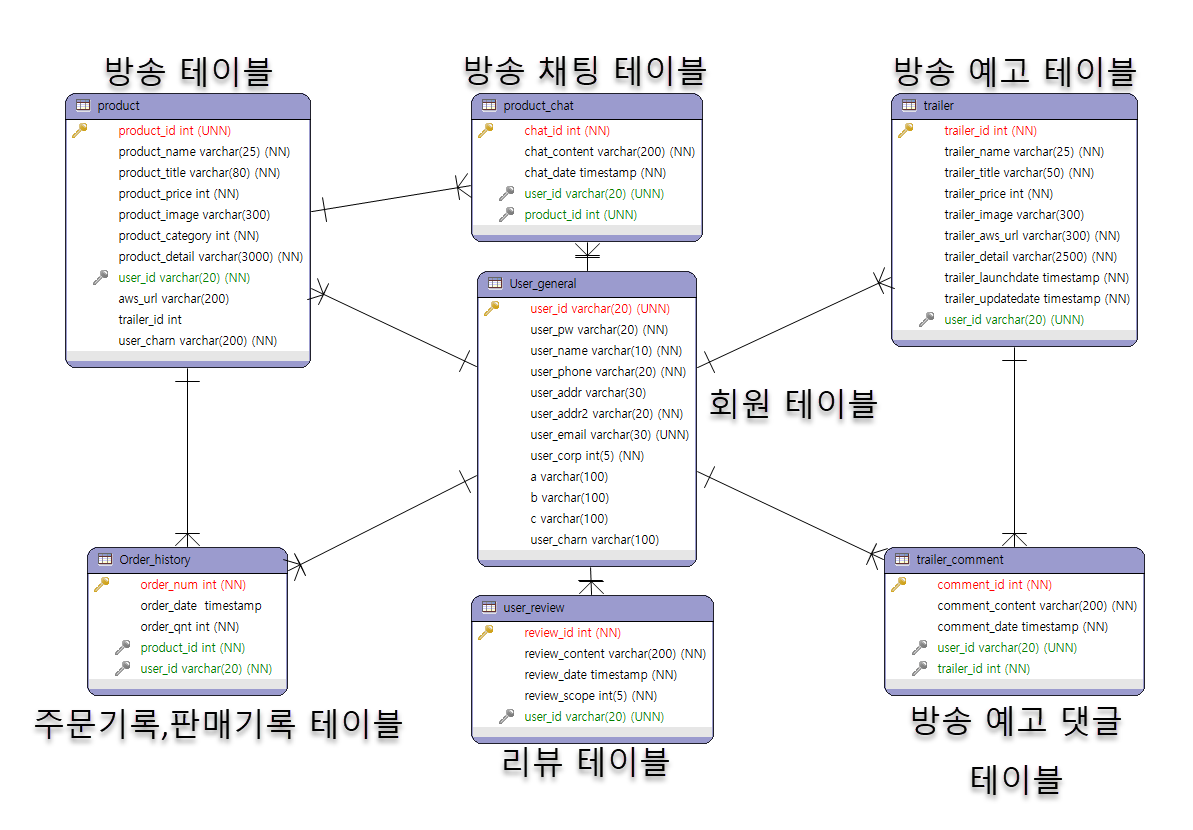 방송 테이블
product
product_id int (UNN)
product_name varchar(25) (NN)
product_title varchar(80) (NN)
product_price int (NN)
product_image varchar(300)
product_category int (NN)
product_detail varchar(3000) (NN)
user_id varchar(20) (NN)
aws_url varchar(200)
trailer_id int
user_charn varchar(200) (NN)
방송 채팅 테이블
product_chat
chat_id int (NN)
chat_content varchar(200) (NN)
chat_date timestamp (NN)
user_id varchar(20) (UNN)
product_id int (UNN)
방송 예고 테이블
trailer
trailer_id int (NN)
trailer_name varchar(25) (NN)
trailer_title varchar(50) (NN)
trailer_price int (NN)
trailer_image varchar(300)
trailer_aws_url varchar(300) (NN)
trailer_detail varchar(2500) (NN)
trailer_launchdate timestamp (NN)
trailer_updatedate timestamp (NN)
user_id varchar(20) (UNN)
User_general
user_id varchar(20) (UNN)
user_pw varchar(20) (NN)
user_name varchar(10) (NN)
user_phone varchar(20) (NN)
user_addr varchar(30)
user_addr2 varchar(20) (NN)
user_email varchar(30) (UNN)
user_corp int(5) (NN)
a varchar(100)
b varchar(100)
c varchar(100)
user_charn varchar(100)
회원 테이블
Order_history
order_num int (NN)
order_date timestamp
order_qnt int (NN)
product_id int (NN)
user_id varchar(20) (NN)
주문기록,판매기록 테이블
user_review
review_id int (NN)
review_content varchar(200) (NN)
review_date timestamp (NN)
review_scope int(5) (NN)
user_id varchar(20) (UNN)
리뷰 테이블
trailer_comment
comment_id int (NN)
comment_content varchar(200) (NN)
comment_date timestamp (NN)
user_id varchar(20) (UNN)
trailer_id int (NN)
방송 예고 댓글
테이블